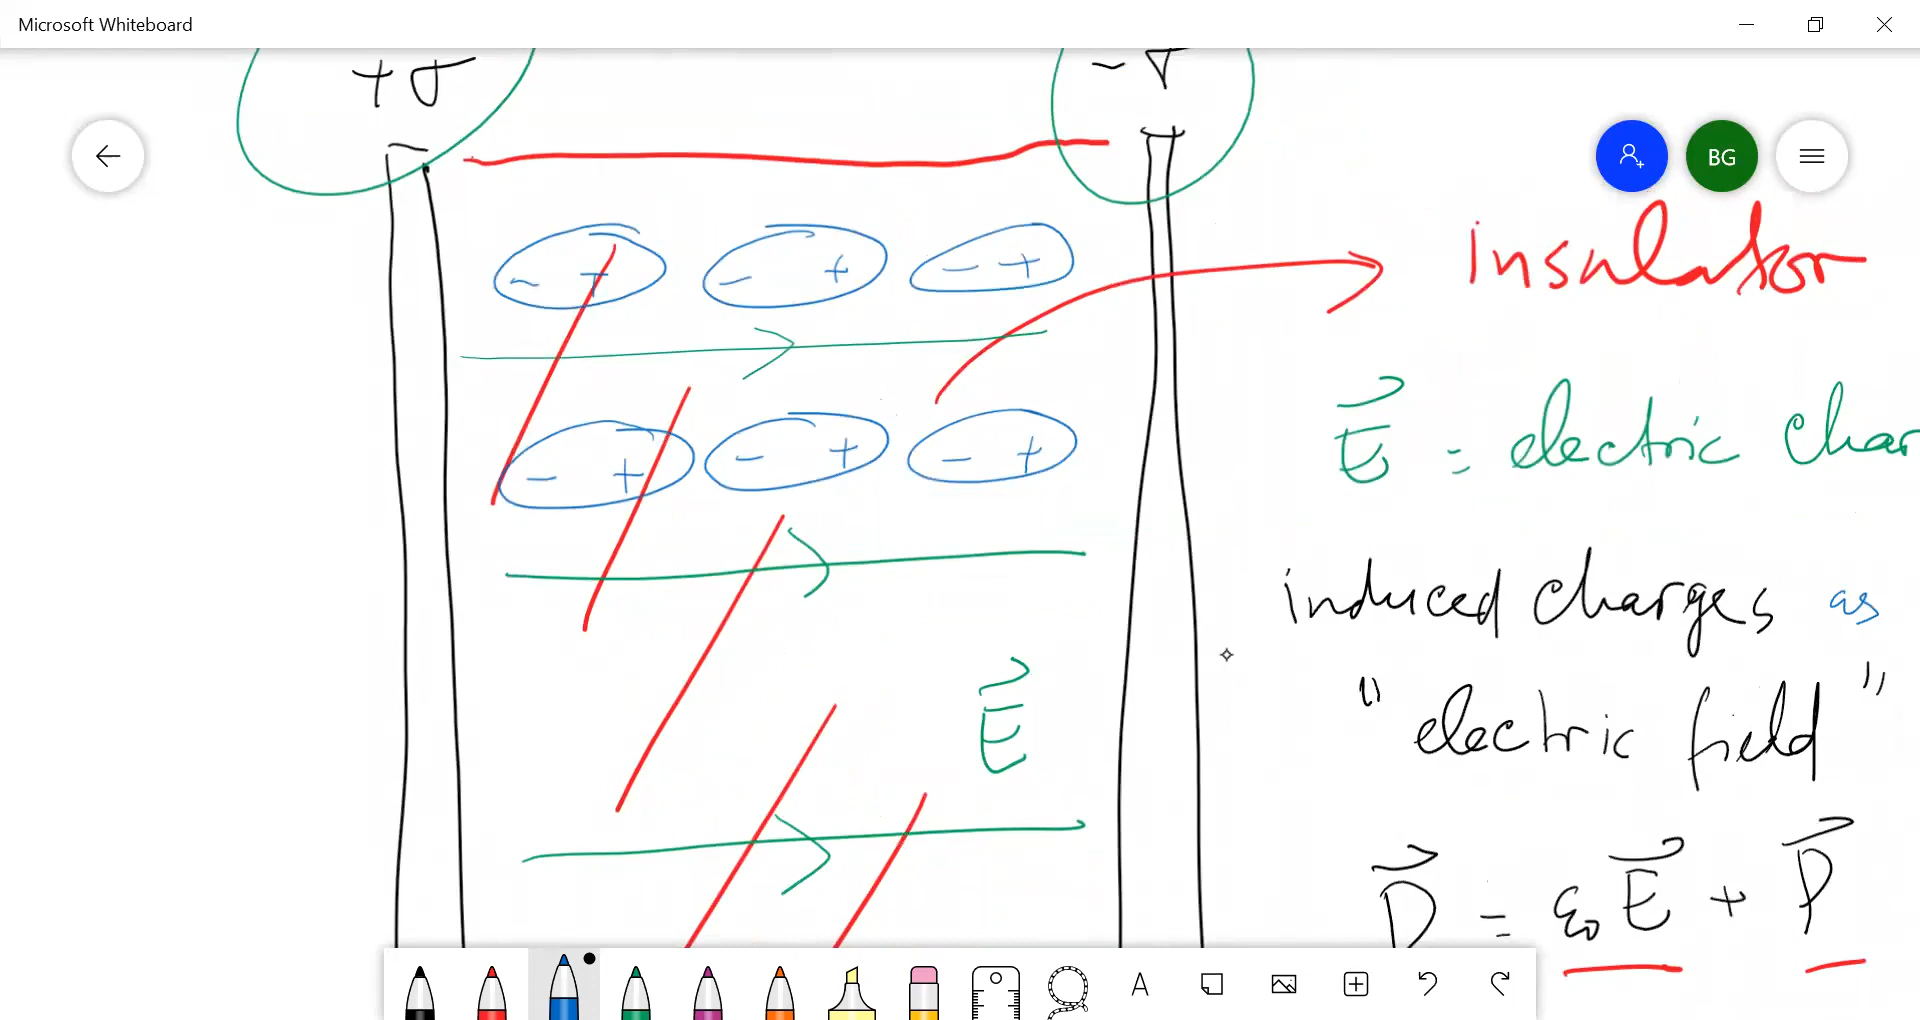 Microsoft Whiteboard
+σ
-σ
BG
- +   - +   - +
insulator
E⃗ = electric char
- +   - +   - +
induced charges as
E⃗
"electric field"
D⃗ = ε₀E⃗ + P⃗
A